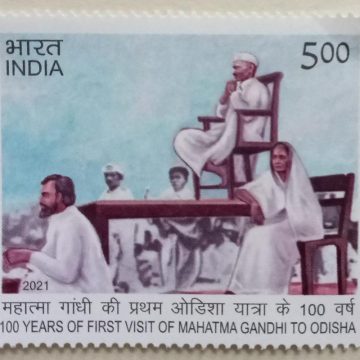 भारत
INDIA
5.00
2021
महात्मा गांधी की प्रथम ओडिशा यात्रा के 100 वर्ष
100 YEARS OF FIRST VISIT OF MAHATMA GANDHI TO ODISHA